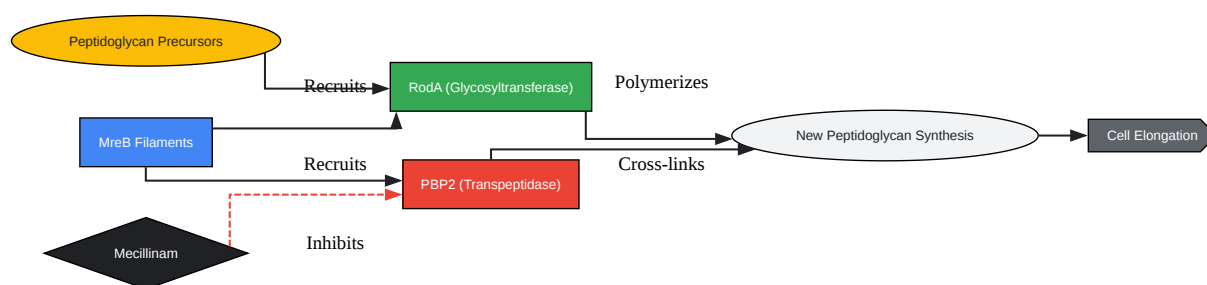 Peptidoglycan Precursors
Recruits
RodA (Glycosyltransferase)
Polymerizes
MreB Filaments
New Peptidoglycan Synthesis
Cell Elongation
Recruits
PBP2 (Transpeptidase)
Cross-links
Mecillinam
Inhibits